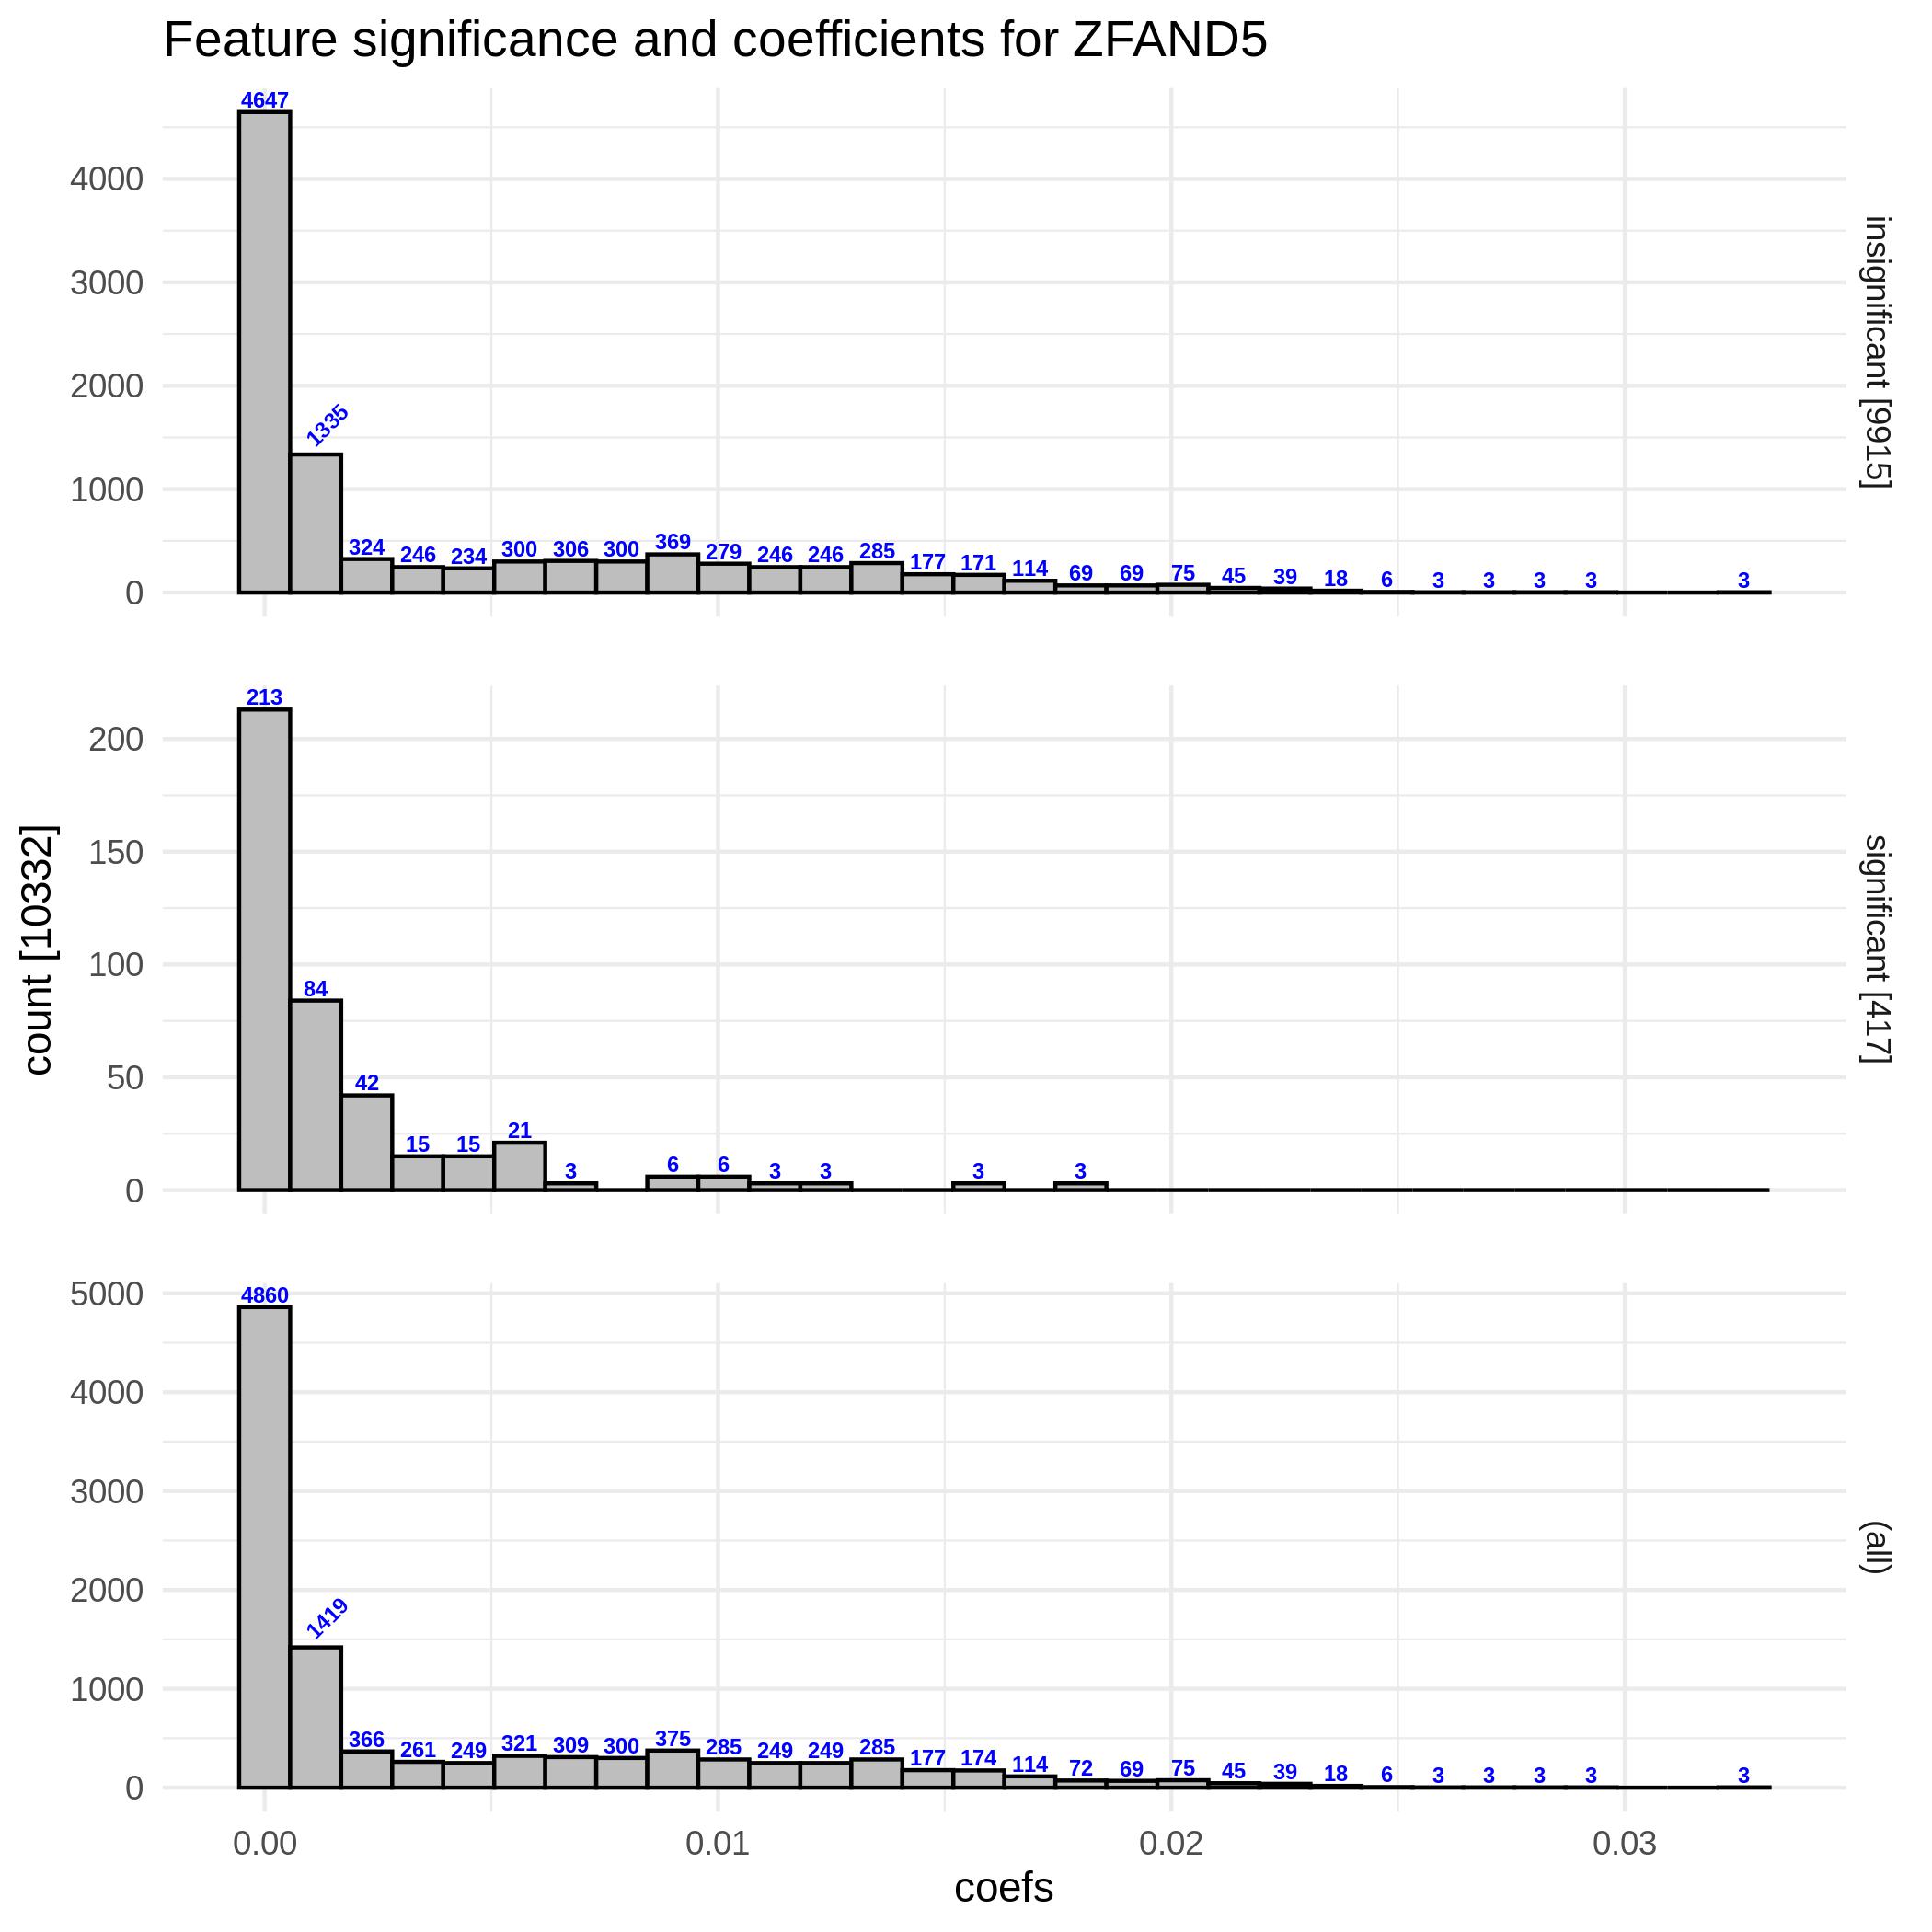 Feature significance and coefficients for ZFAND5
4647
1335
324 246 234 300 306 300 369 279 246 246 285 177 171 114 69 69 75 45 39 18 6 3 3 3 3 3
4000
3000
2000
1000
0
insignificant [9915]
213
84
42
15 15 21 3 6 6 3 3 3 3
200
150
100
50
0
count [10332]
significant [417]
4860
1419
366 261 249 321 309 300 375 285 249 249 285 177 174 114 72 69 75 45 39 18 6 3 3 3 3 3
5000
4000
3000
2000
1000
0
(all)
0.00 0.01 0.02 0.03
coefs